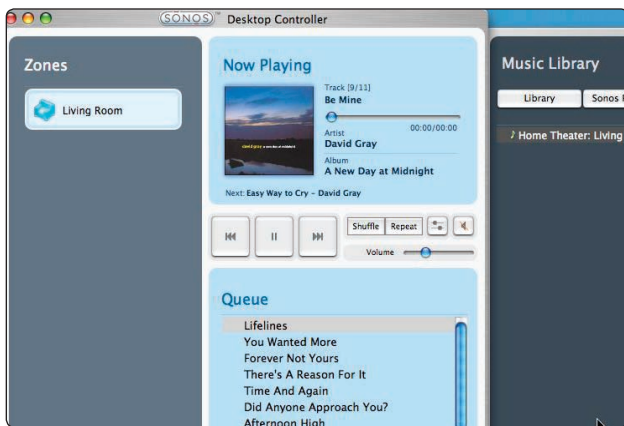 SONOS™ Desktop Controller
Zones
Living Room
Now Playing
Track [9/11]
Be Mine
00:00/00:00
Artist
David Gray
Album
A New Day at Midnight
Next: Easy Way to Cry – David Gray
Shuffle Repeat
Volume
Queue
Lifelines
You Wanted More
Forever Not Yours
There's A Reason For It
Time And Again
Did Anyone Approach You?
Afternoon High
Music Library
Library Sonos
Home Theater: Living